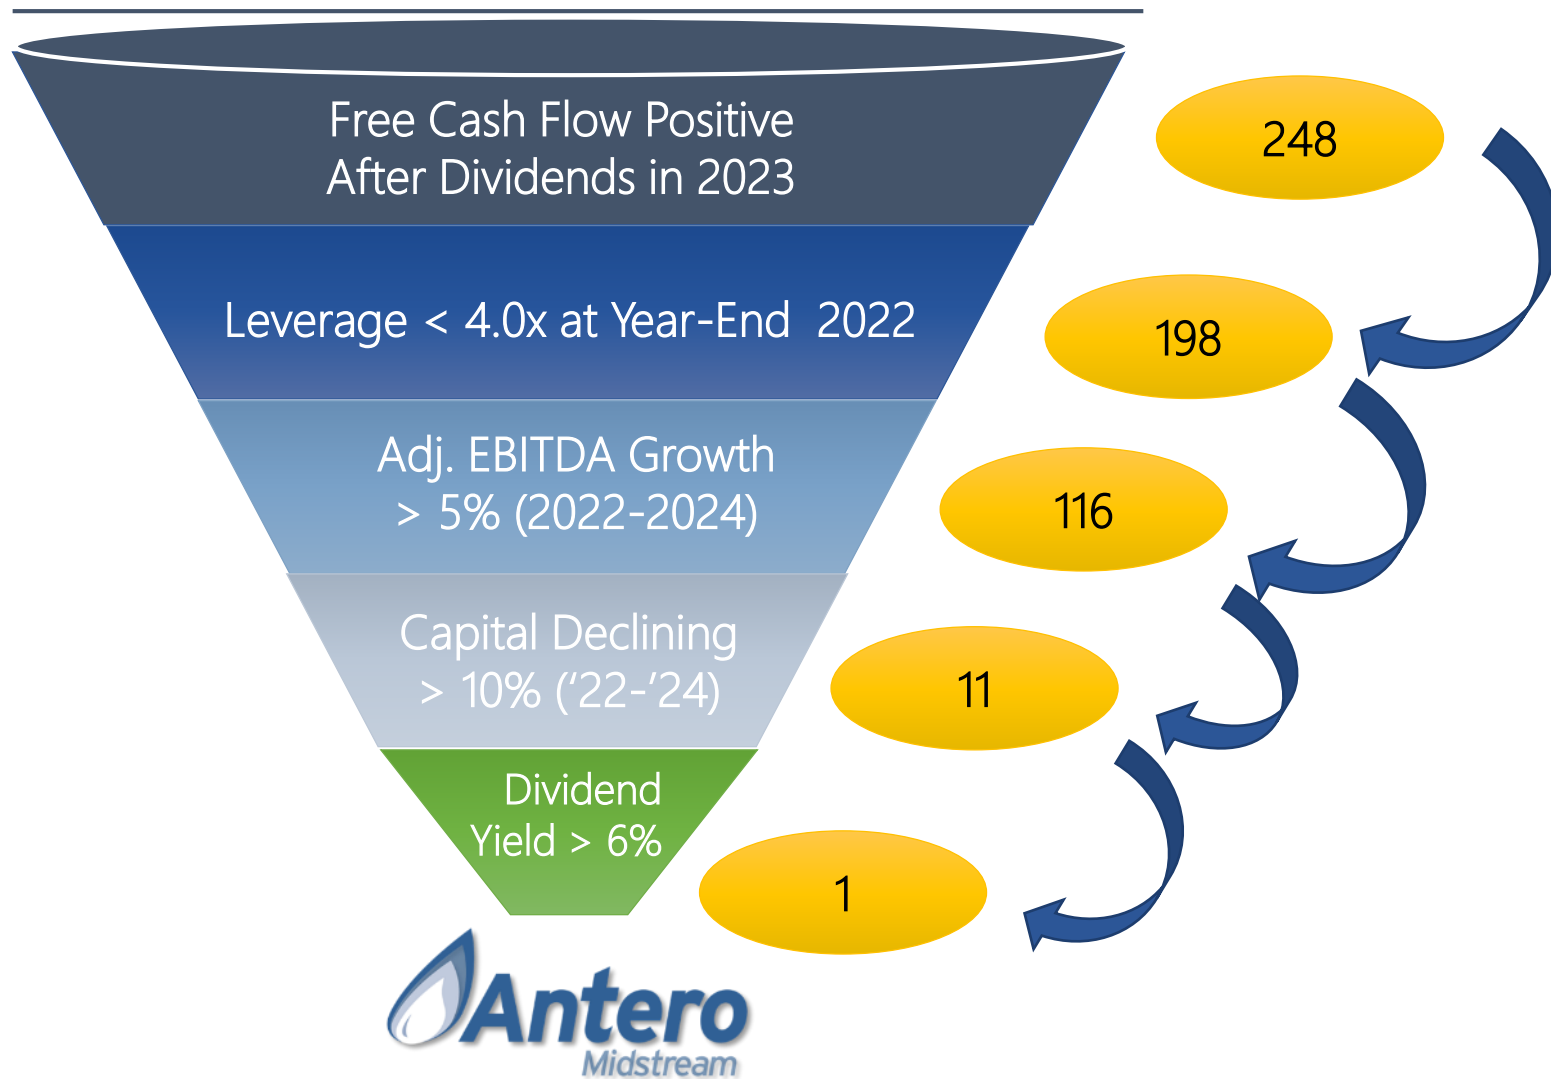 Free Cash Flow Positive
After Dividends in 2023
248
Leverage < 4.0x at Year-End  2022
198
Adj. EBITDA Growth
> 5% (2022-2024)
116
Capital Declining
> 10% (‘22-’24)
11
Dividend
Yield > 6%
1
Antero
Midstream